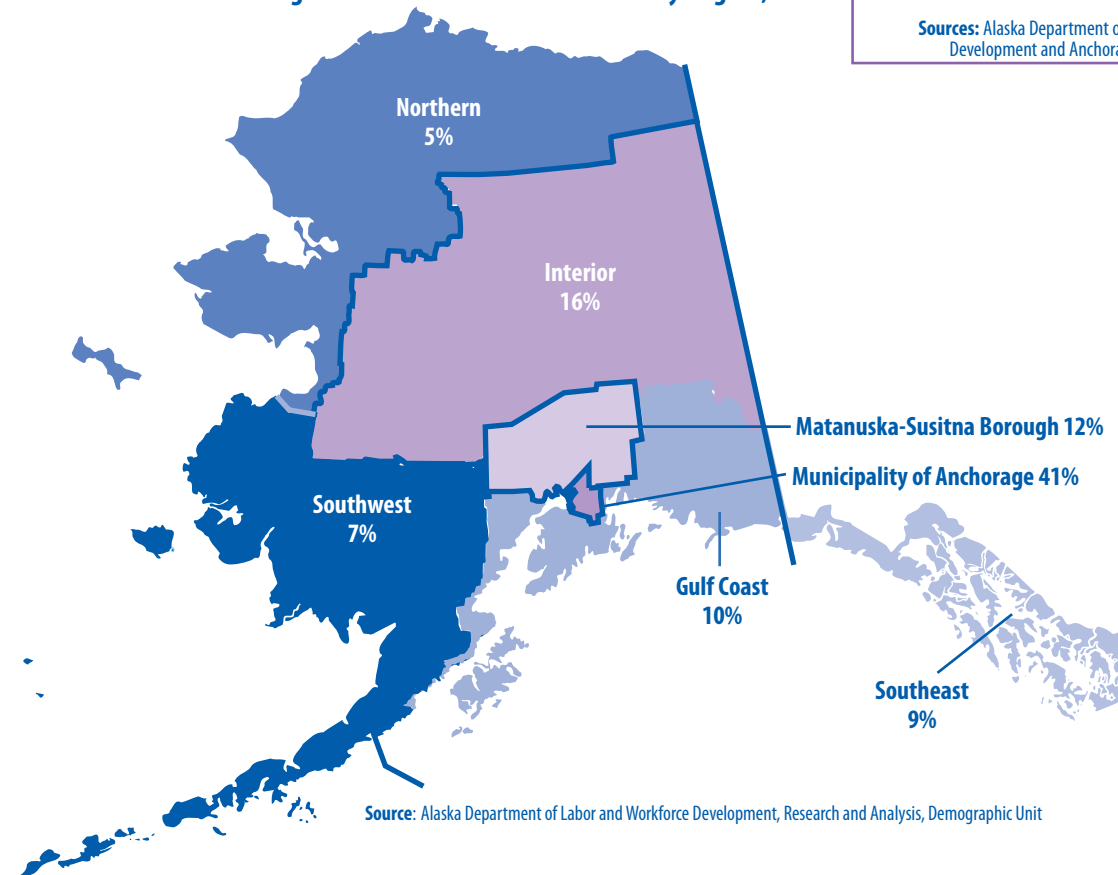 Sources: Alaska Department
Development and
Northern
5%
Interior
16%
Matanuska-Susitna Borough 12%
Municipality of Anchorage 41%
Southwest
7%
Gulf Coast
10%
Southeast
9%
Source: Alaska Department of Labor and Workforce Development, Research and Analysis, Demographic Unit